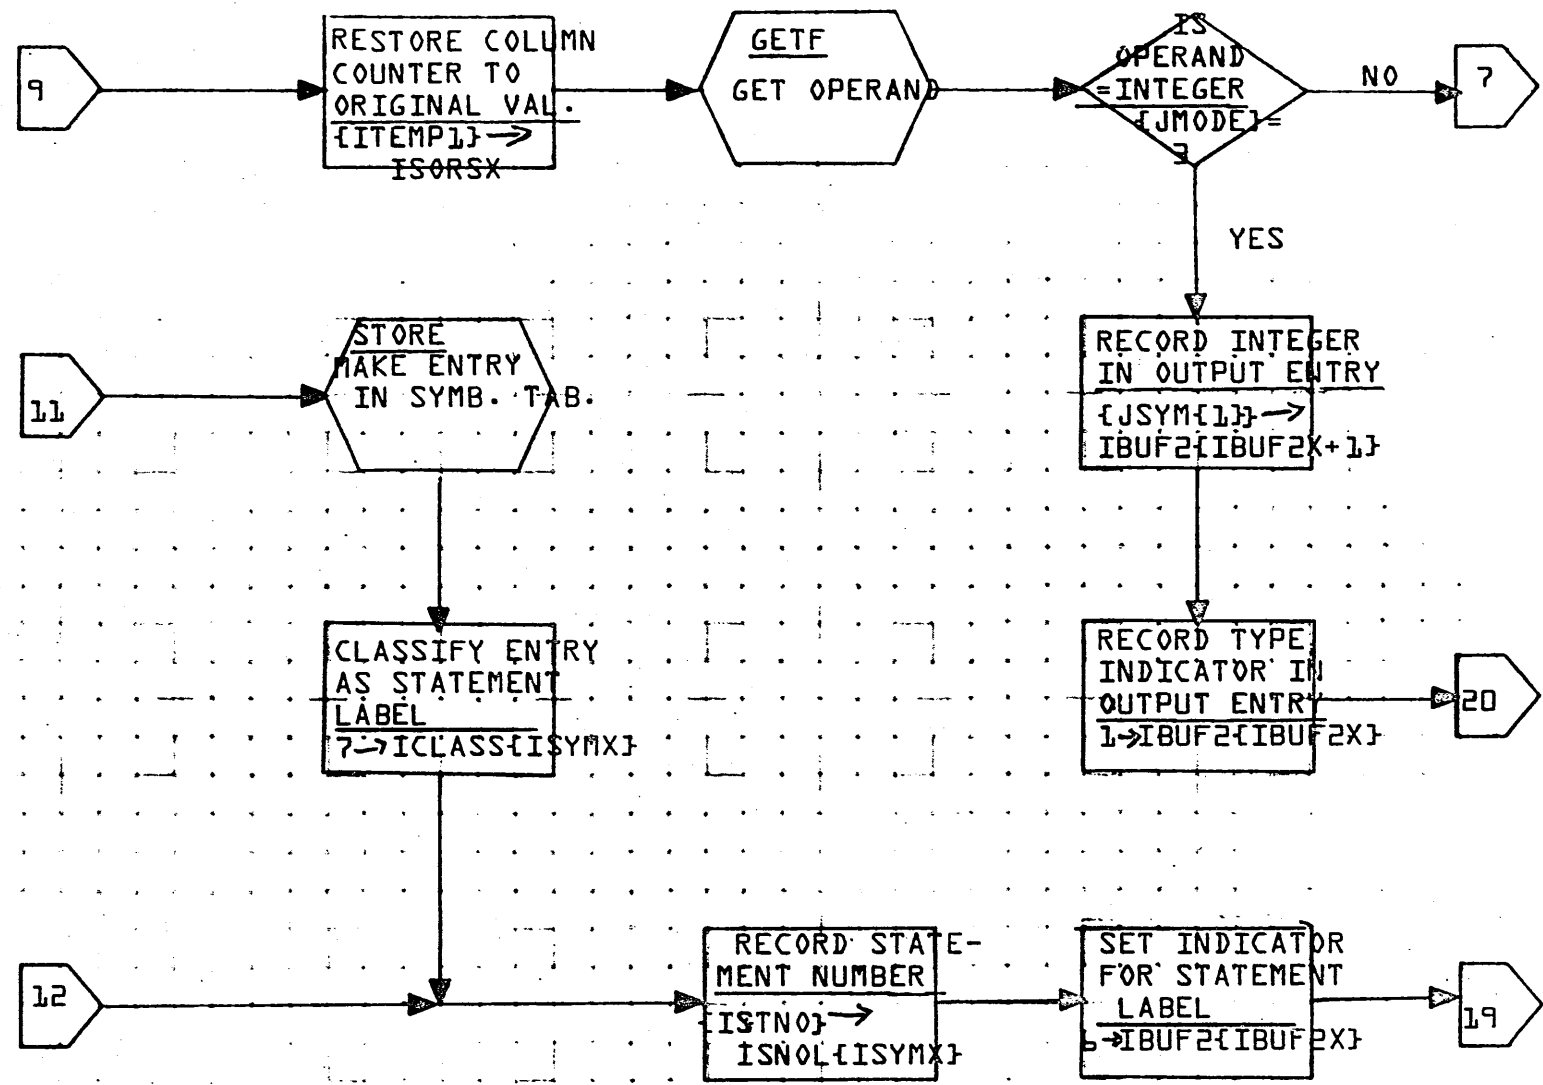 9
RESTORE COLUMN
COUNTER TO
ORIGINAL VAL.
{ITEMP1}→
ISORSX
GETF
GET OPERAND
IS
OPERAND
=INTEGER
{JMODE}=
3
NO
7
YES
11
STORE
MAKE ENTRY
IN SYMB. TAB.
RECORD INTEGER
IN OUTPUT ENTRY
{JSYM{1}}→
IBUF2{IBUF2X+1}
CLASSIFY ENTRY
AS STATEMENT
LABEL
7→ICLASS{ISYMX}
RECORD TYPE
INDICATOR IN
OUTPUT ENTRY
1→IBUF2{IBUF2X}
20
12
RECORD STATE-
MENT NUMBER
{ISTNO}→
ISNOL{ISYMX}
SET INDICATOR
FOR STATEMENT
LABEL
6→IBUF2{IBUF2X}
19